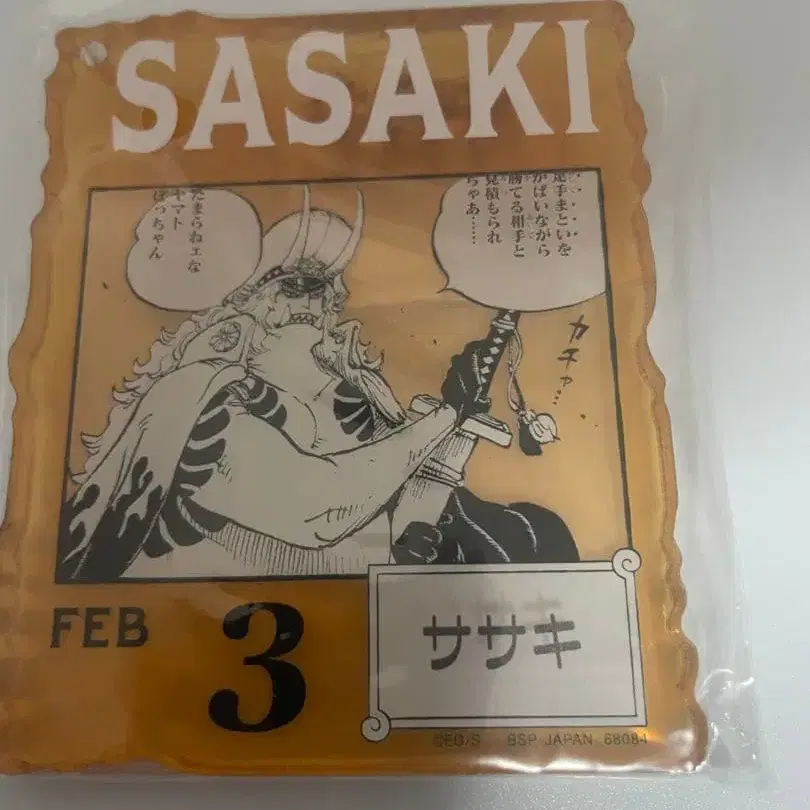 SASAKI
足手まといを
かばいながら
勝てる相手と
見積もられ
ちゃあ……
たまらねェな
ヤマト
ぼっちゃん
カチャ…
FEB
3
ササキ
©EO/S BSP JAPAN 68084